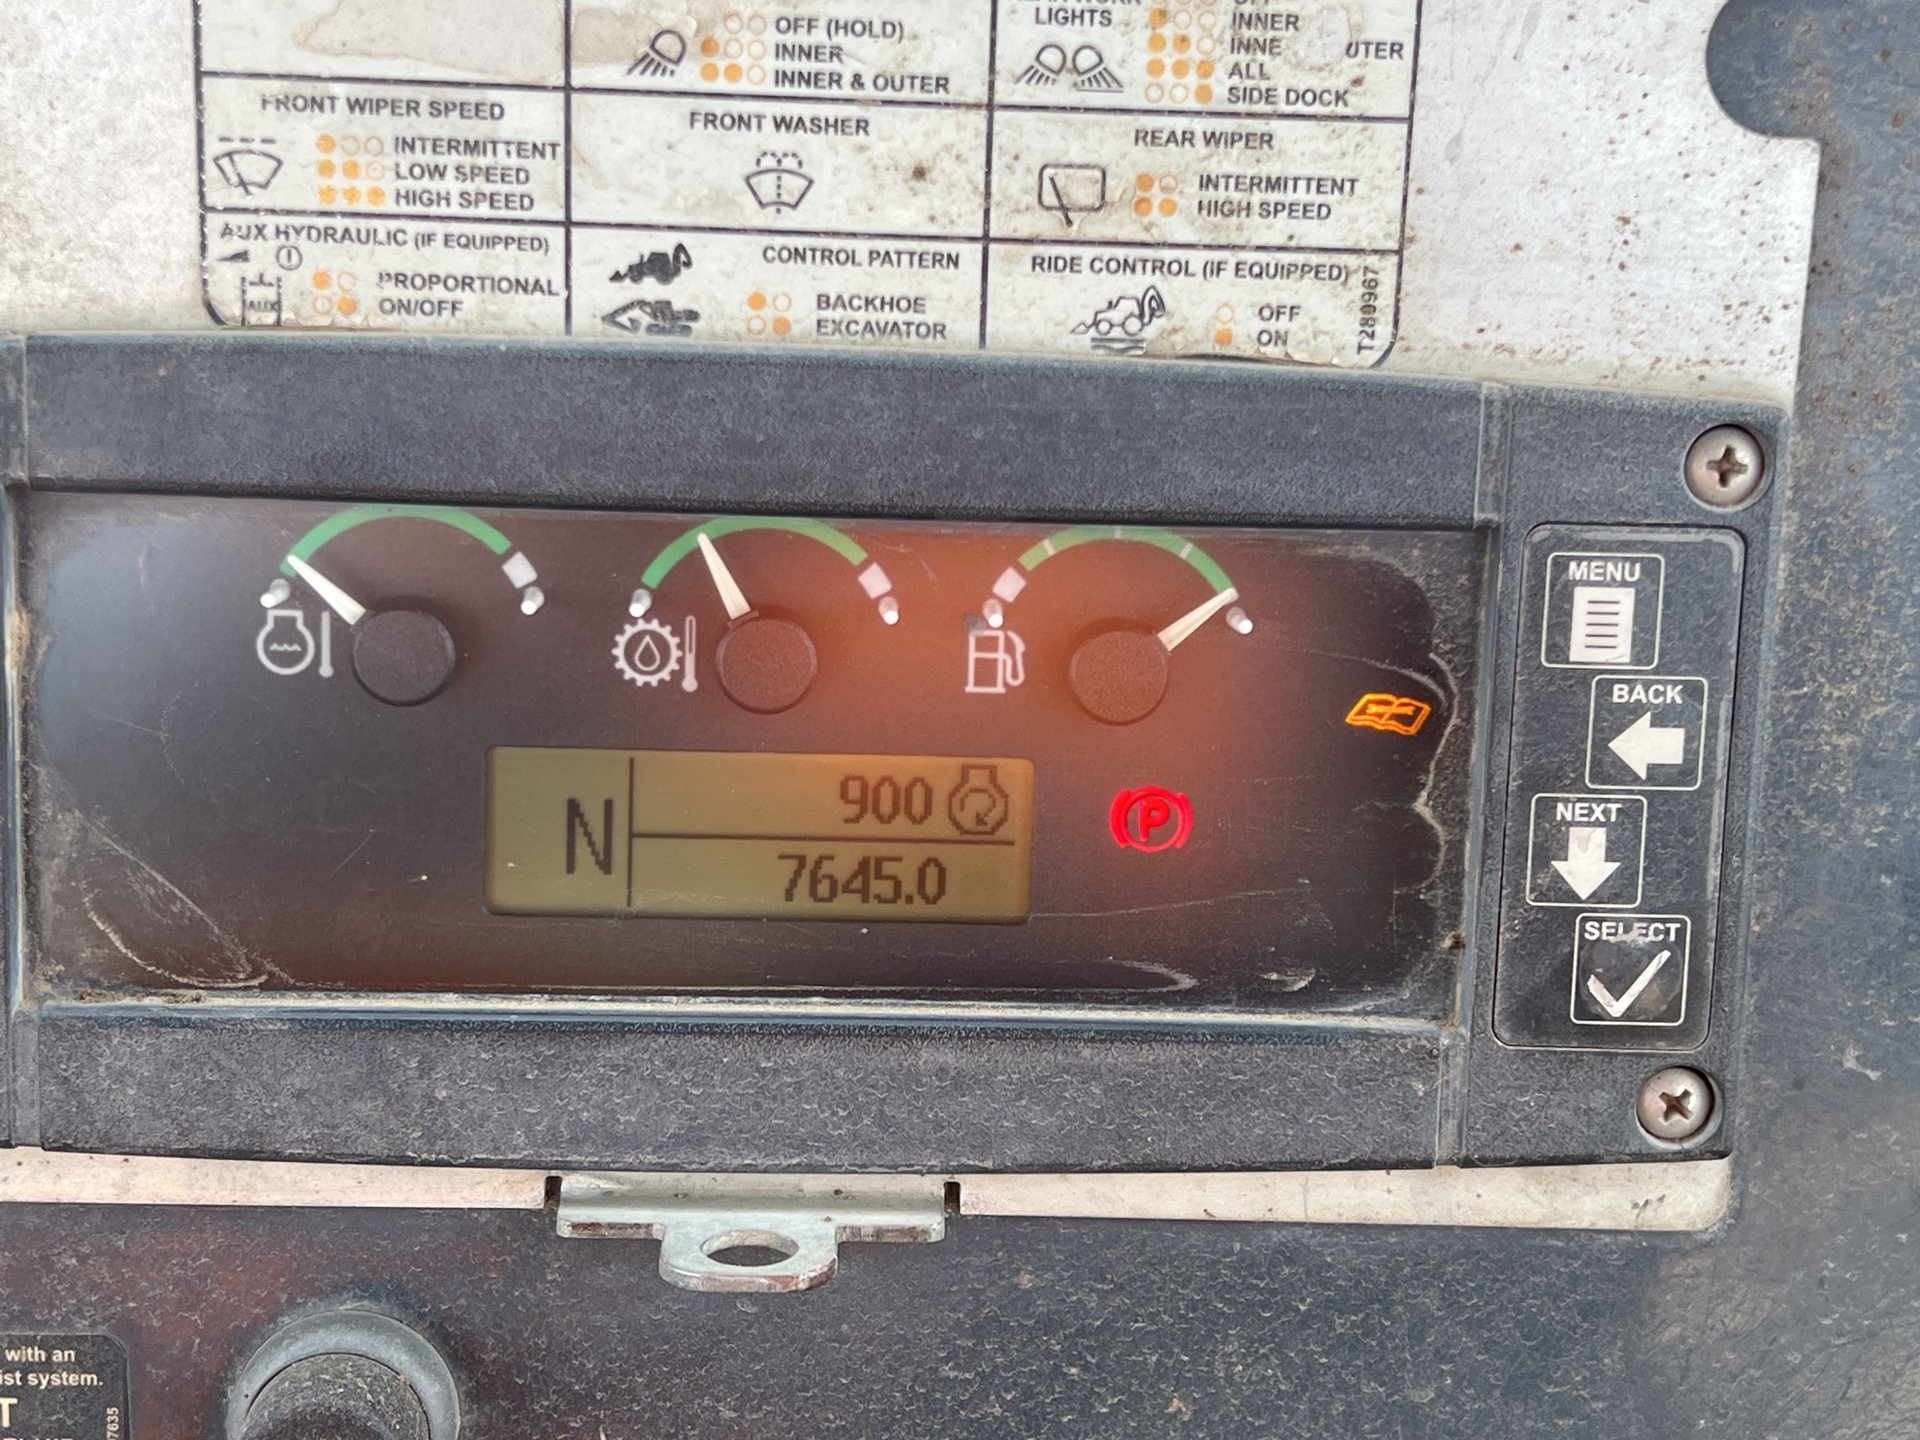 LIGHTS
OFF (HOLD)
INNER
INNER & OUTER
INNER
ALL
SIDE DOCK
FRONT WIPER SPEED
INTERMITTENT
LOW SPEED
HIGH SPEED
FRONT WASHER
REAR WIPER
INTERMITTENT
HIGH SPEED
AUX HYDRAULIC (IF EQUIPPED)
AUX
PROPORTIONAL
ON/OFF
CONTROL PATTERN
BACKHOE
EXCAVATOR
RIDE CONTROL (IF EQUIPPED)
OFF
ON
T280967
MENU
BACK
NEXT
SELECT
N
900
7645.0
P
with an
ist system.
T